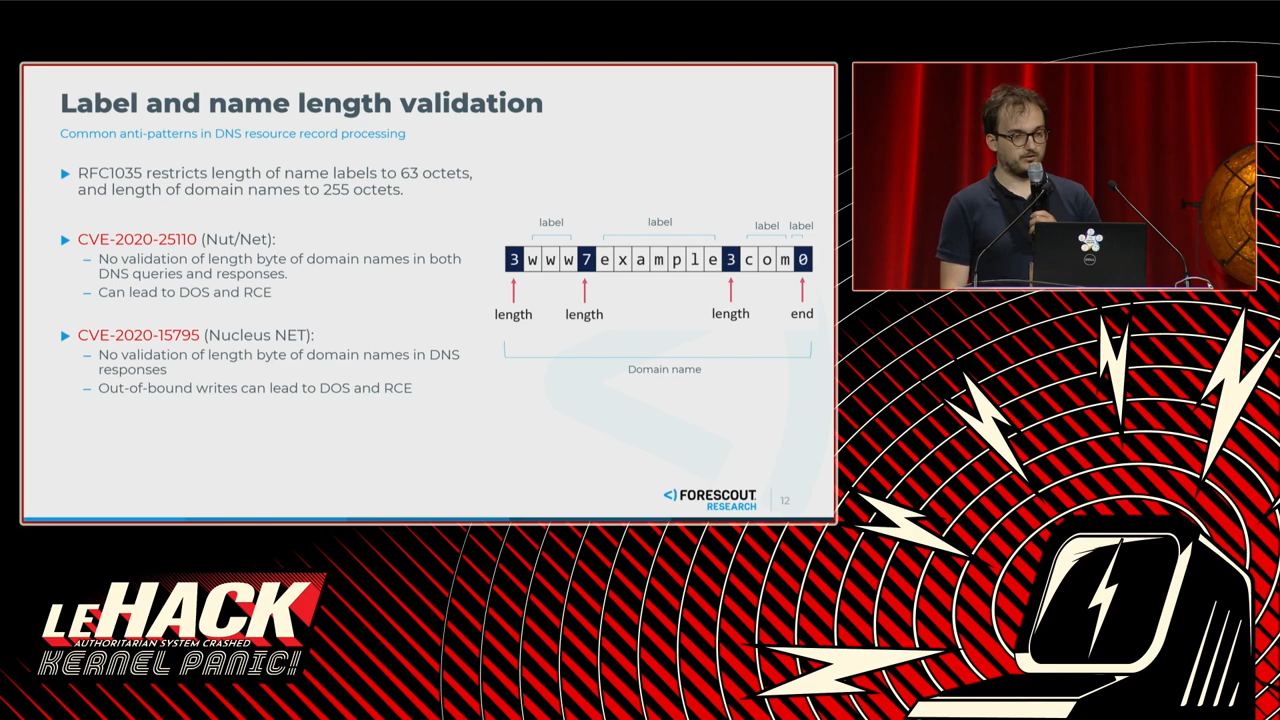 Label and name length validation
Common anti-patterns in DNS resource record processing
RFC1035 restricts length of name labels to 63 octets,
and length of domain names to 255 octets.
CVE-2020-25110 (Nut/Net):
– No validation of length byte of domain names in both
DNS queries and responses.
– Can lead to DOS and RCE
CVE-2020-15795 (Nucleus NET):
– No validation of length byte of domain names in DNS
responses
– Out-of-bound writes can lead to DOS and RCE
label label label label
3www7example3com0
length length length end
Domain name
<) FORESCOUT
RESEARCH
12
DELL
LEHACK
AUTHORITARIAN SYSTEM CRASHED
KERNEL PANIC!